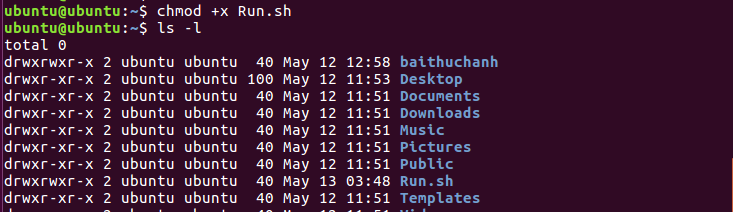 ubuntu@ubuntu:~$ chmod +x Run.sh
ubuntu@ubuntu:~$ ls -l
total 0
drwxrwxr-x 2 ubuntu ubuntu  40 May 12 12:58 baithuchanh
drwxr-xr-x 2 ubuntu ubuntu 100 May 12 11:53 Desktop
drwxr-xr-x 2 ubuntu ubuntu  40 May 12 11:51 Documents
drwxr-xr-x 2 ubuntu ubuntu  40 May 12 11:51 Downloads
drwxr-xr-x 2 ubuntu ubuntu  40 May 12 11:51 Music
drwxr-xr-x 2 ubuntu ubuntu  40 May 12 11:51 Pictures
drwxr-xr-x 2 ubuntu ubuntu  40 May 12 11:51 Public
drwxrwxr-x 2 ubuntu ubuntu  40 May 13 03:48 Run.sh
drwxr-xr-x 2 ubuntu ubuntu  40 May 12 11:51 Templates